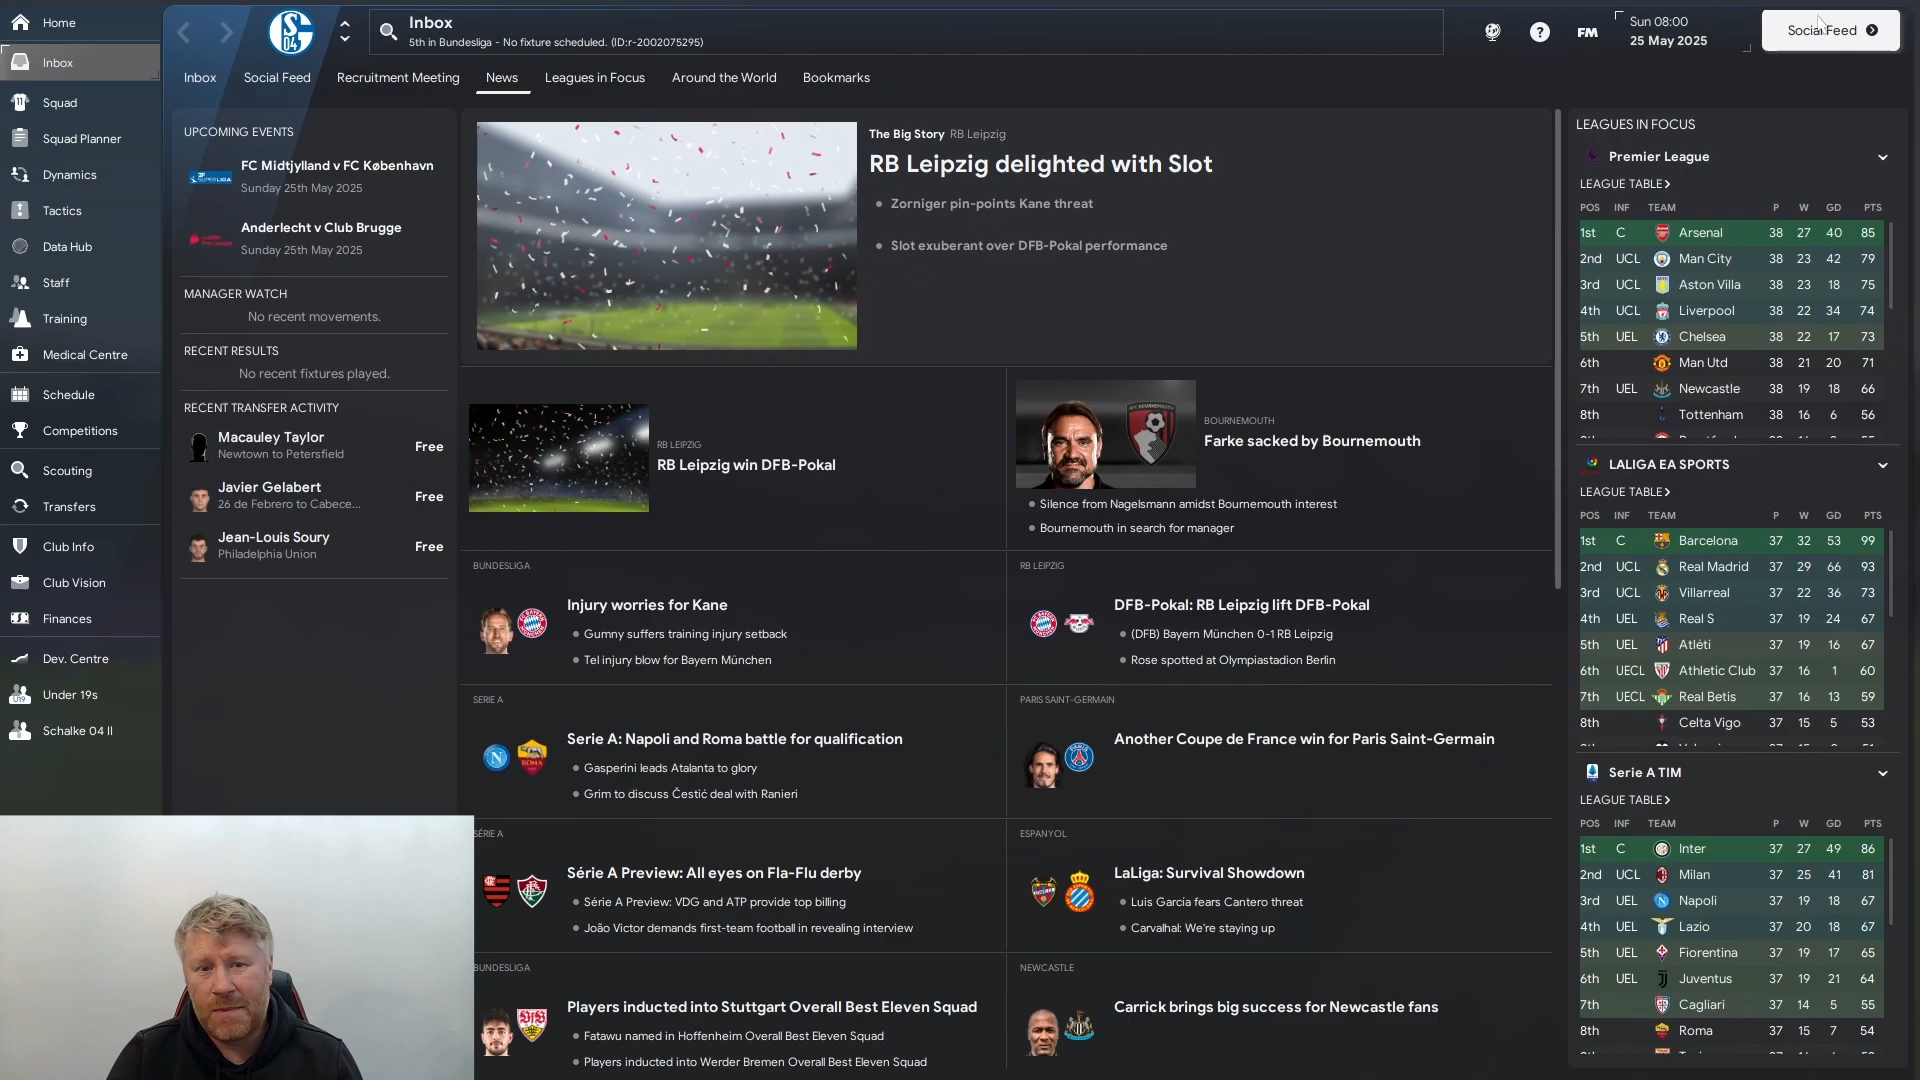 Home
Inbox
Squad
Squad Planner
Dynamics
Tactics
Data Hub
Staff
Training
Medical Centre
Schedule
Competitions
Scouting
Transfers
Club Info
Club Vision
Finances
Dev. Centre
Under 19s
Schalke 04 II
Inbox
5th in Bundesliga - No fixture scheduled. (ID:r-2002075295)
FM
Sun 08:00
25 May 2025
Social Feed
Inbox Social Feed Recruitment Meeting News Leagues in Focus Around the World Bookmarks
UPCOMING EVENTS
FC Midtjylland v FC København
Sunday 25th May 2025
Anderlecht v Club Brugge
Sunday 25th May 2025
MANAGER WATCH
No recent movements.
RECENT RESULTS
No recent fixtures played.
RECENT TRANSFER ACTIVITY
Macauley Taylor Free
Newtown to Petersfield
Javier Gelabert Free
26 de Febrero to Cabece...
Jean-Louis Soury Free
Philadelphia Union
The Big Story RB Leipzig
RB Leipzig delighted with Slot
Zorniger pin-points Kane threat
Slot exuberant over DFB-Pokal performance
RB LEIPZIG
RB Leipzig win DFB-Pokal
BOURNEMOUTH
Farke sacked by Bournemouth
Silence from Nagelsmann amidst Bournemouth interest
Bournemouth in search for manager
BUNDESLIGA
Injury worries for Kane
Gumny suffers training injury setback
Tel injury blow for Bayern München
RB LEIPZIG
DFB-Pokal: RB Leipzig lift DFB-Pokal
(DFB) Bayern München 0-1 RB Leipzig
Rose spotted at Olympiastadion Berlin
SERIE A
Serie A: Napoli and Roma battle for qualification
Gasperini leads Atalanta to glory
Grim to discuss Čestić deal with Ranieri
PARIS SAINT-GERMAIN
Another Coupe de France win for Paris Saint-Germain
SÉRIE A
Série A Preview: All eyes on Fla-Flu derby
Série A Preview: VDG and ATP provide top billing
João Victor demands first-team football in revealing interview
ESPANYOL
LaLiga: Survival Showdown
Luis García fears Cantero threat
Carvalhal: We're staying up
BUNDESLIGA
Players inducted into Stuttgart Overall Best Eleven Squad
Fatawu named in Hoffenheim Overall Best Eleven Squad
Players inducted into Werder Bremen Overall Best Eleven Squad
NEWCASTLE
Carrick brings big success for Newcastle fans
LEAGUES IN FOCUS
Premier League
LEAGUE TABLE
POS INF TEAM P W GD PTS
1st C Arsenal 38 27 40 85
2nd UCL Man City 38 23 42 79
3rd UCL Aston Villa 38 23 18 75
4th UCL Liverpool 38 22 34 74
5th UEL Chelsea 38 22 17 73
6th Man Utd 38 21 20 71
7th UEL Newcastle 38 19 18 66
8th Tottenham 38 16 6 56
LALIGA EA SPORTS
LEAGUE TABLE
POS INF TEAM P W GD PTS
1st C Barcelona 37 32 53 99
2nd UCL Real Madrid 37 29 66 93
3rd UCL Villarreal 37 22 36 73
4th UEL Real S 37 19 24 67
5th UEL Atléti 37 19 16 67
6th UECL Athletic Club 37 16 1 60
7th UECL Real Betis 37 16 13 59
8th Celta Vigo 37 15 5 53
Serie A TIM
LEAGUE TABLE
POS INF TEAM P W GD PTS
1st C Inter 37 27 49 86
2nd UCL Milan 37 25 41 81
3rd UEL Napoli 37 19 18 67
4th UEL Lazio 37 20 18 67
5th UEL Fiorentina 37 19 17 65
6th UEL Juventus 37 19 21 64
7th Cagliari 37 14 5 55
8th Roma 37 15 7 54